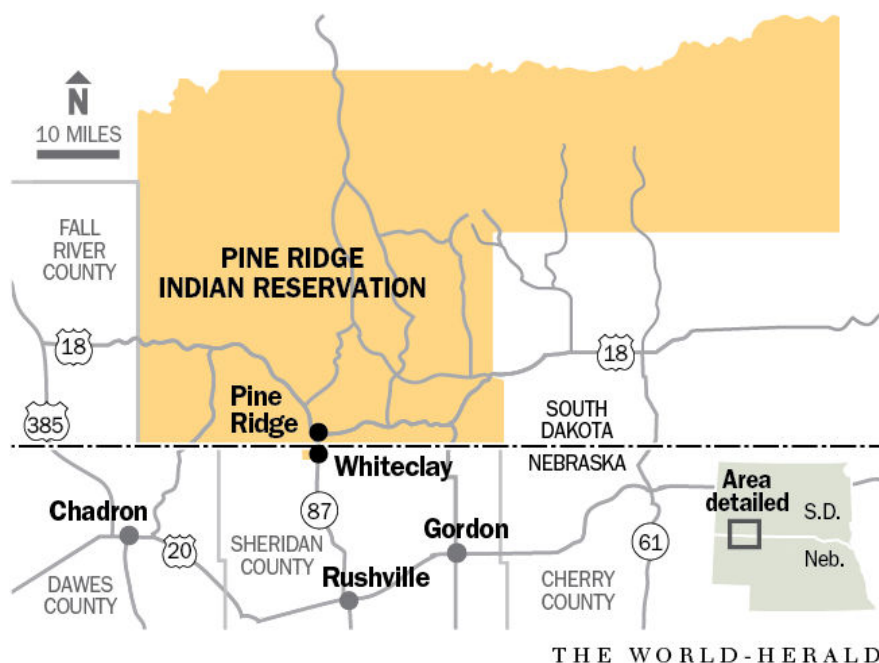 N
10 MILES
FALL
RIVER
COUNTY
PINE RIDGE
INDIAN RESERVATION
18
18
385
Pine
Ridge
SOUTH
DAKOTA
NEBRASKA
Whiteclay
Area
detailed
S.D.
Neb.
Chadron
87
Gordon
20
SHERIDAN
COUNTY
61
DAWES
COUNTY
Rushville
CHERRY
COUNTY
THE WORLD-HERALD